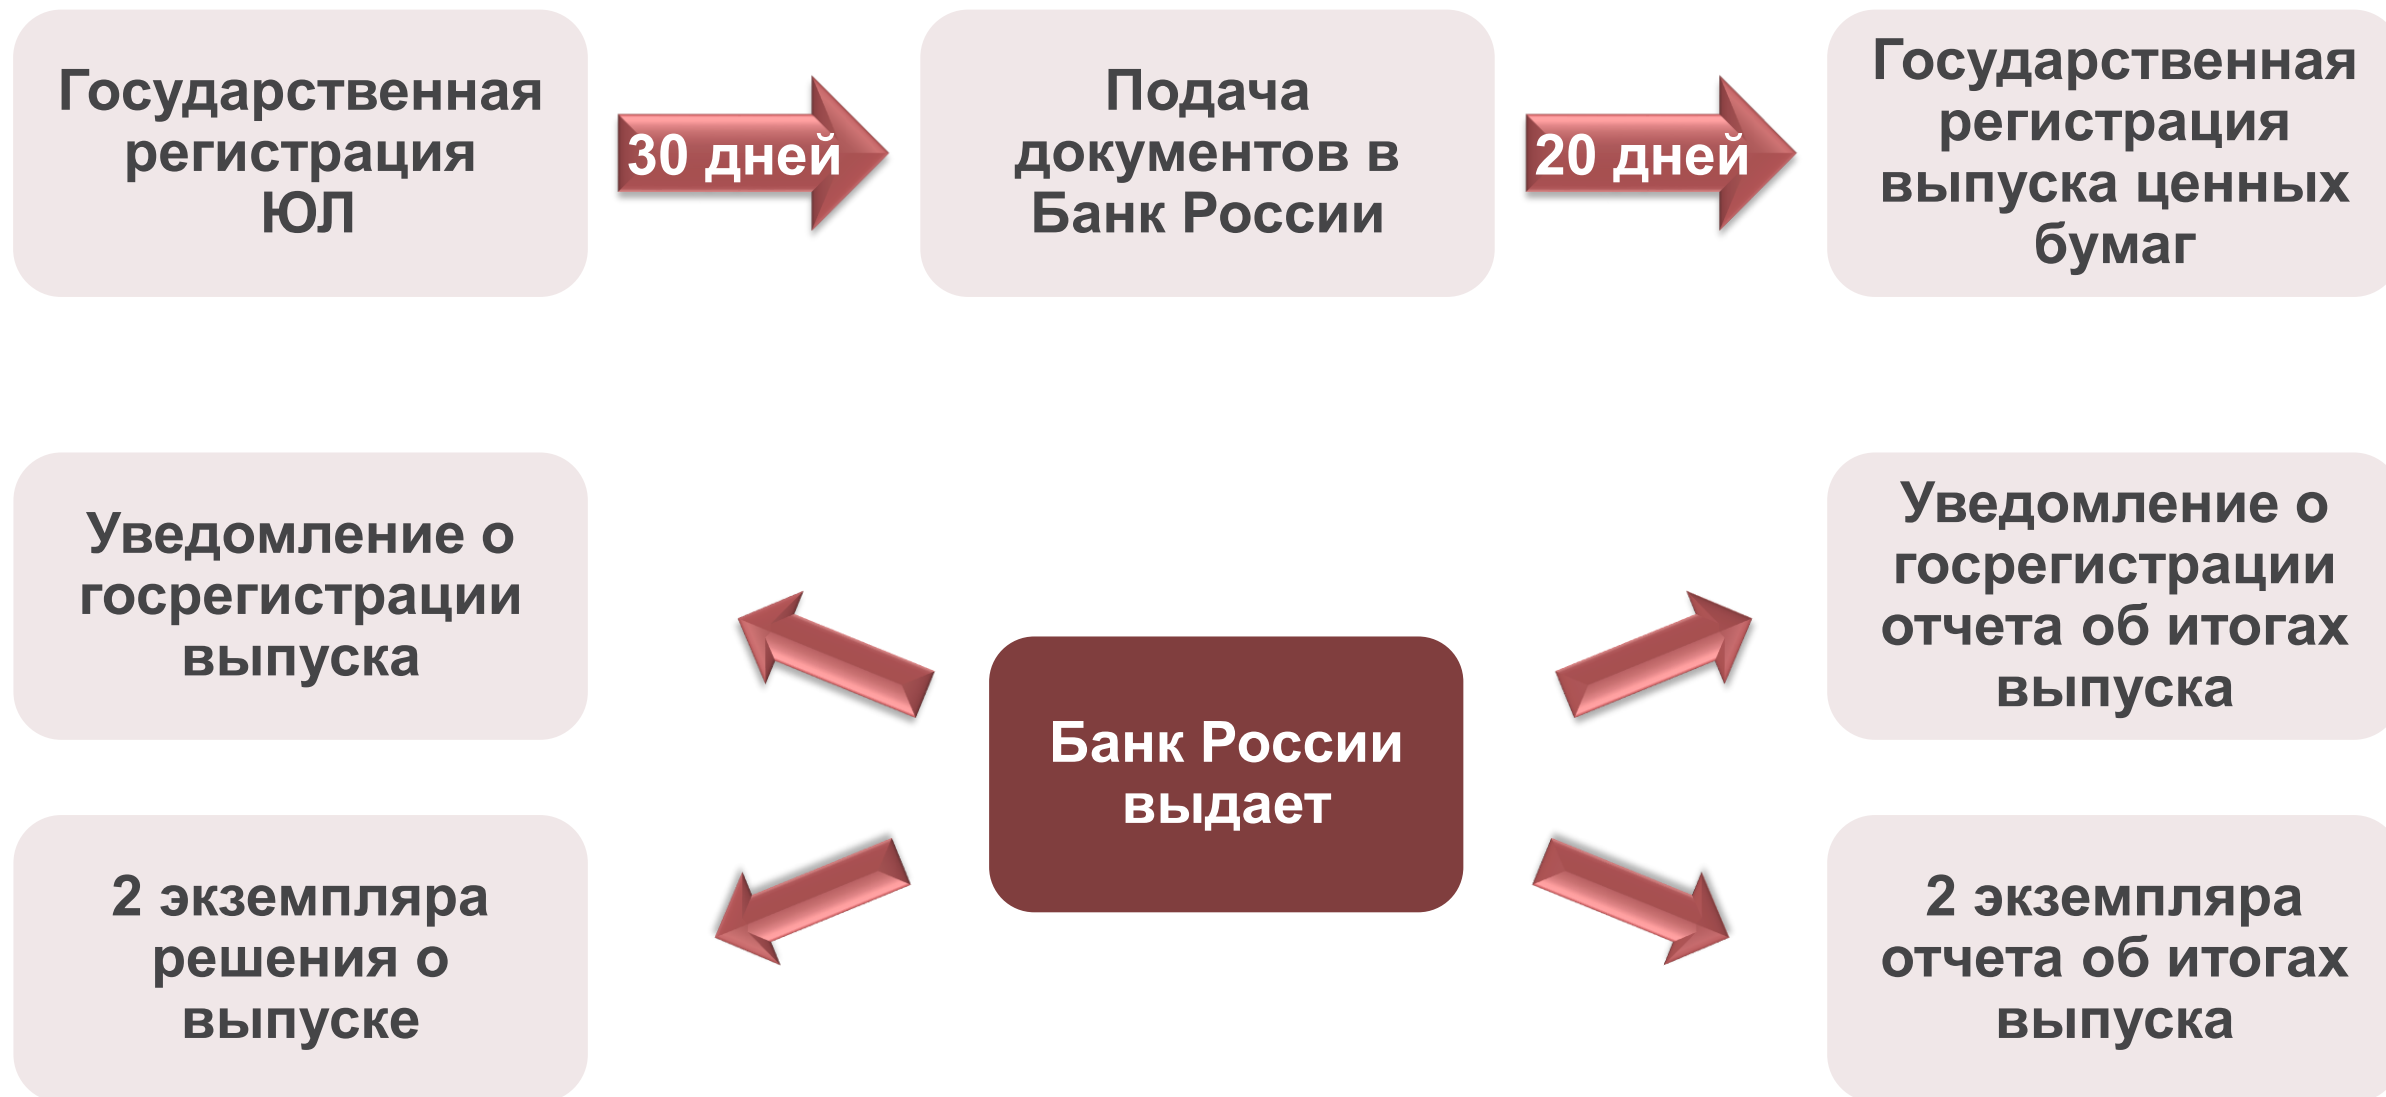 Государственная
регистрация
ЮЛ
30 дней
Подача
документов в
Банк России
20 дней
Государственная
регистрация
выпуска ценных
бумаг
Уведомление о
госрегистрации
выпуска
2 экземпляра
решения о
выпуске
Банк России
выдает
Уведомление о
госрегистрации
отчета об итогах
выпуска
2 экземпляра
отчета об итогах
выпуска